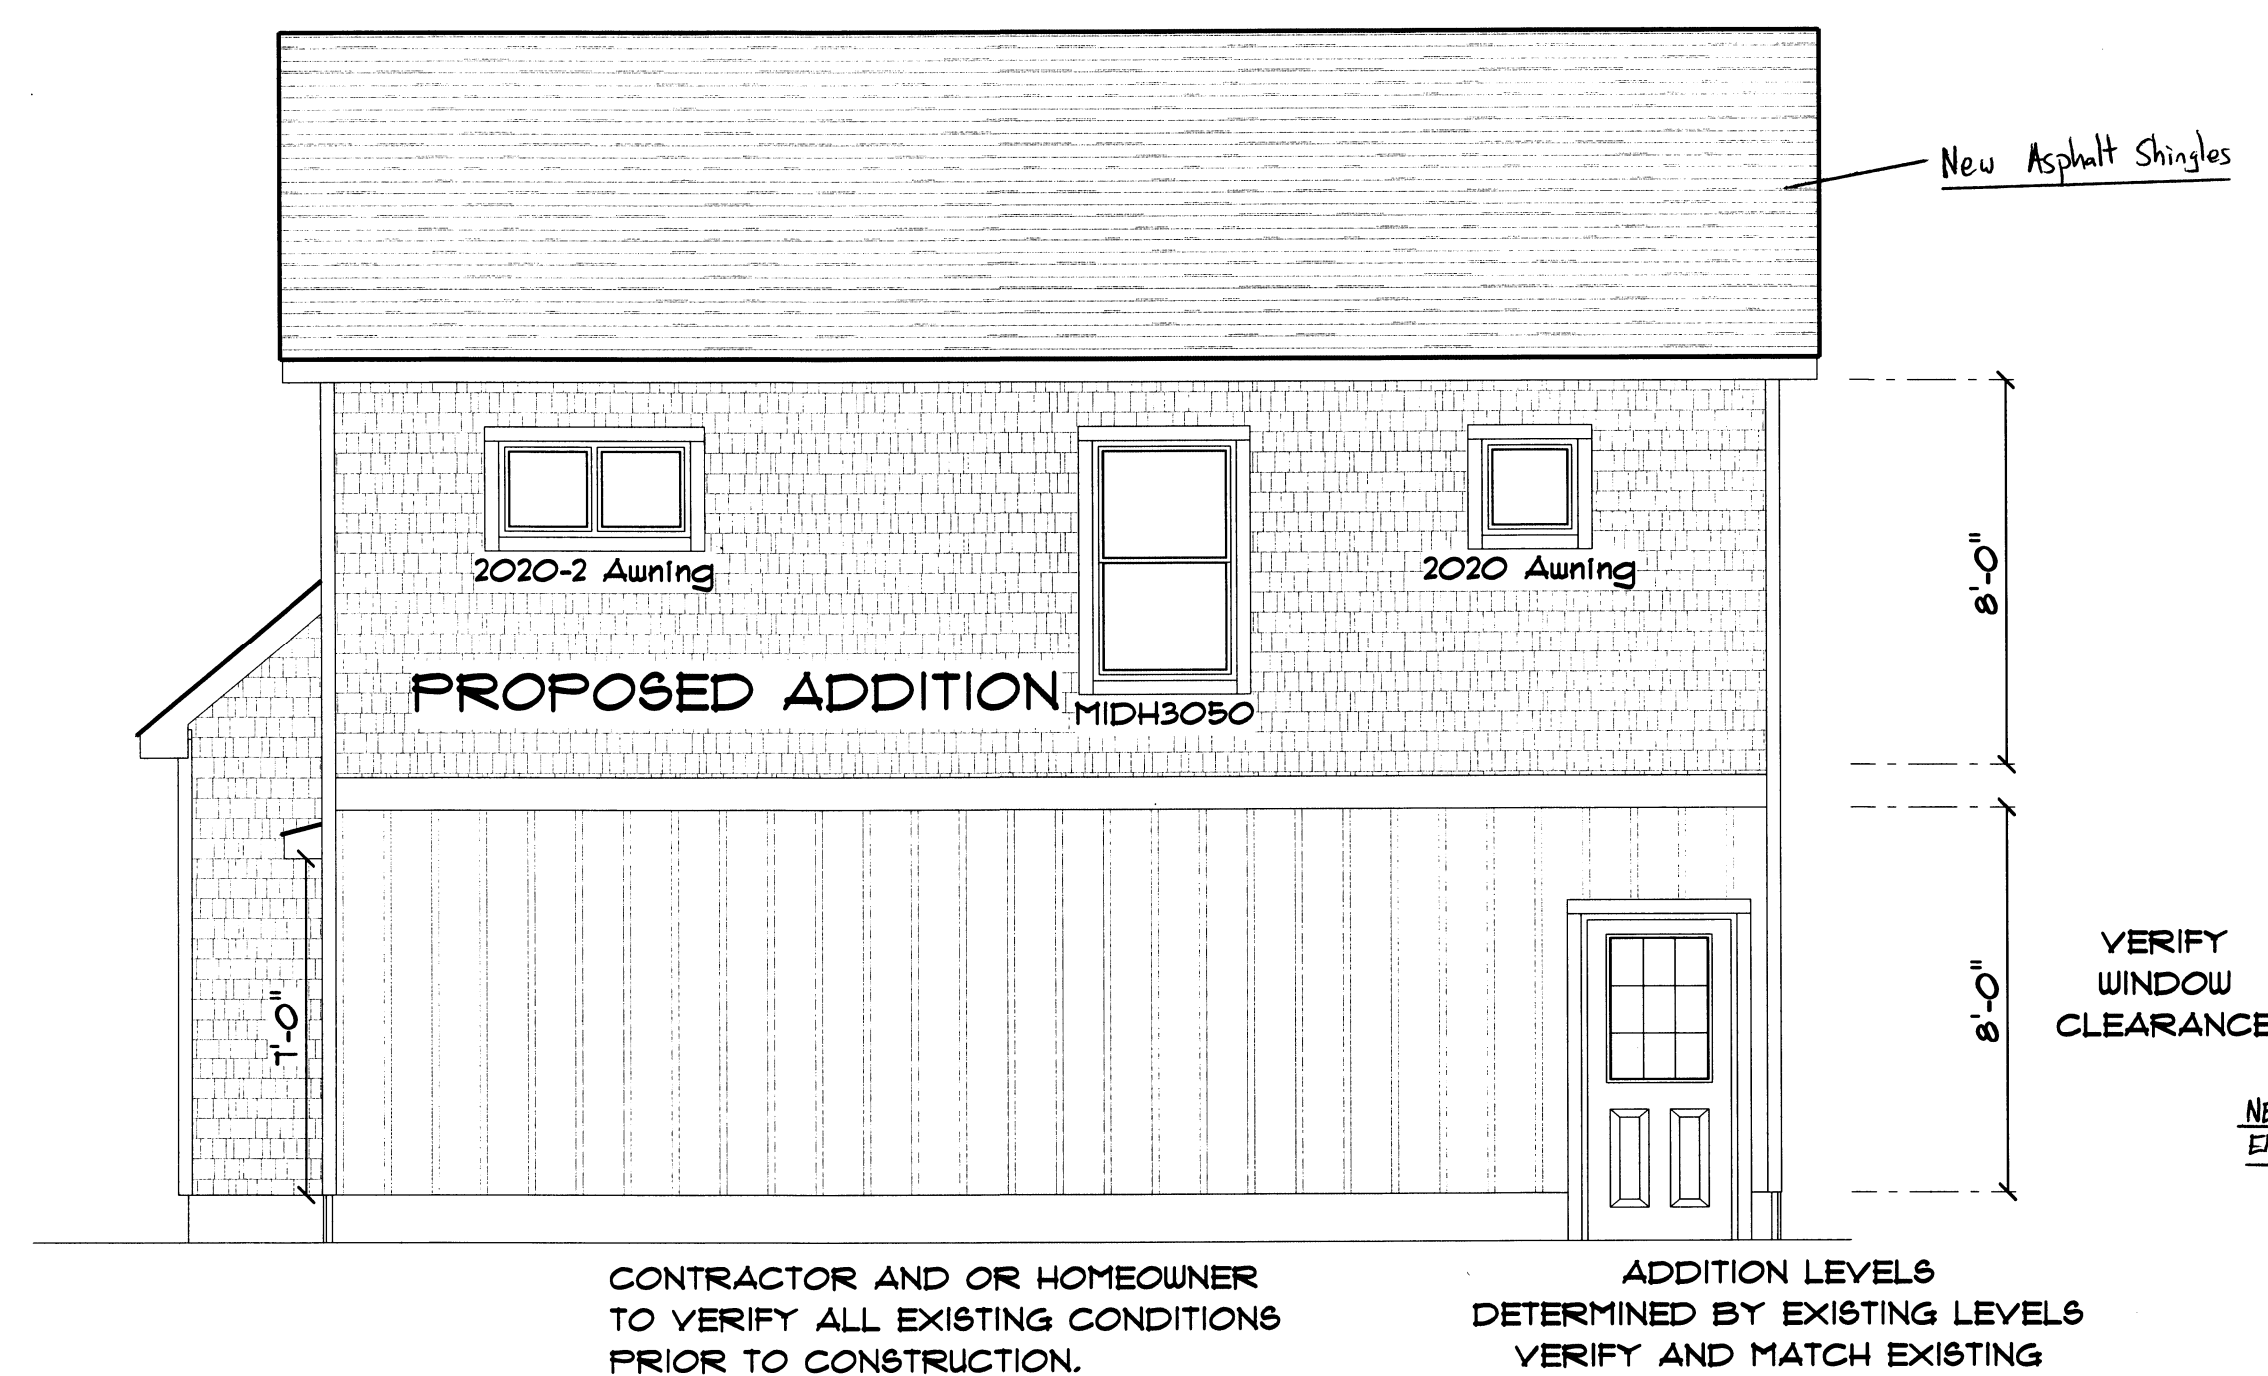 New Asphalt Shingles
2020-2 Awning
2020 Awning
8'-0"
PROPOSED ADDITION
MIDH3050
VERIFY
WINDOW
CLEARANCE
7'-0"
8'-0"
CONTRACTOR AND OR HOMEOWNER
TO VERIFY ALL EXISTING CONDITIONS
PRIOR TO CONSTRUCTION.
ADDITION LEVELS
DETERMINED BY EXISTING LEVELS
VERIFY AND MATCH EXISTING